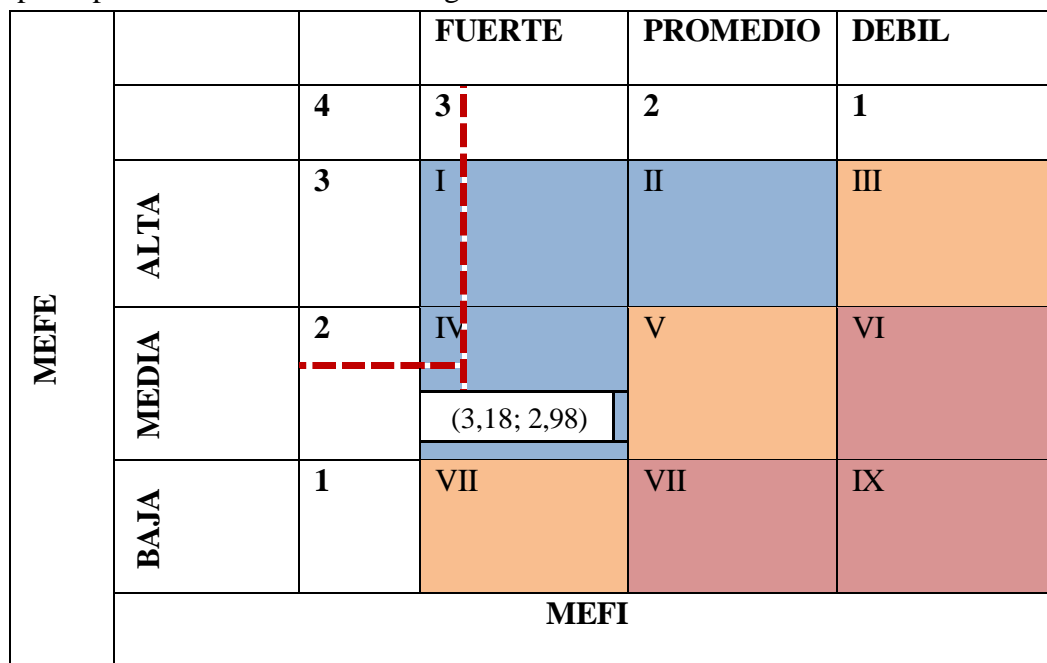 FUERTE PROMEDIO DEBIL
4 3 2 1
MEFE
ALTA 3 I II III
MEDIA 2 IV V VI
(3,18; 2,98)
BAJA 1 VII VII IX
MEFI